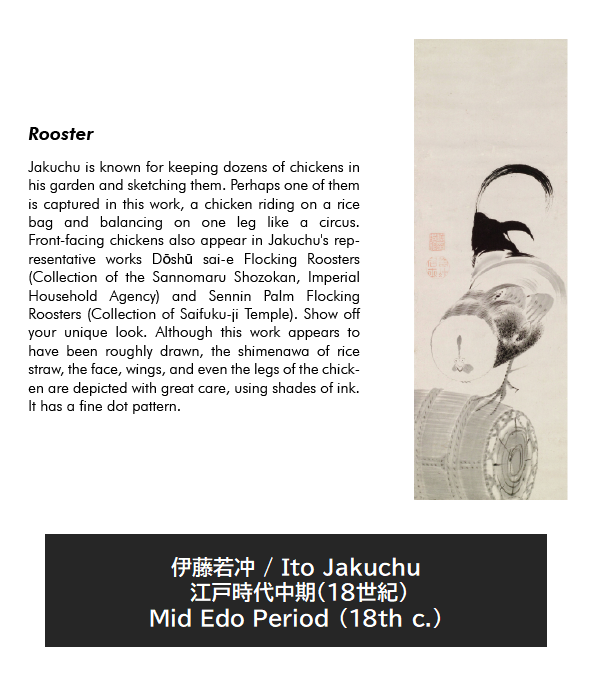 Rooster
Jakuchu is known for keeping dozens of chickens in
his garden and sketching them. Perhaps one of them
is captured in this work, a chicken riding on a rice
bag and balancing on one leg like a circus.
Front-facing chickens also appear in Jakuchu's rep-
resentative works Dōshū sai-e Flocking Roosters
(Collection of the Sannomaru Shozokan, Imperial
Household Agency) and Sennin Palm Flocking
Roosters (Collection of Saifuku-ji Temple). Show off
your unique look. Although this work appears to
have been roughly drawn, the shimenawa of rice
straw, the face, wings, and even the legs of the chick-
en are depicted with great care, using shades of ink.
It has a fine dot pattern.
伊藤若冲 / Ito Jakuchu
江戸時代中期(18世紀)
Mid Edo Period (18th c.)